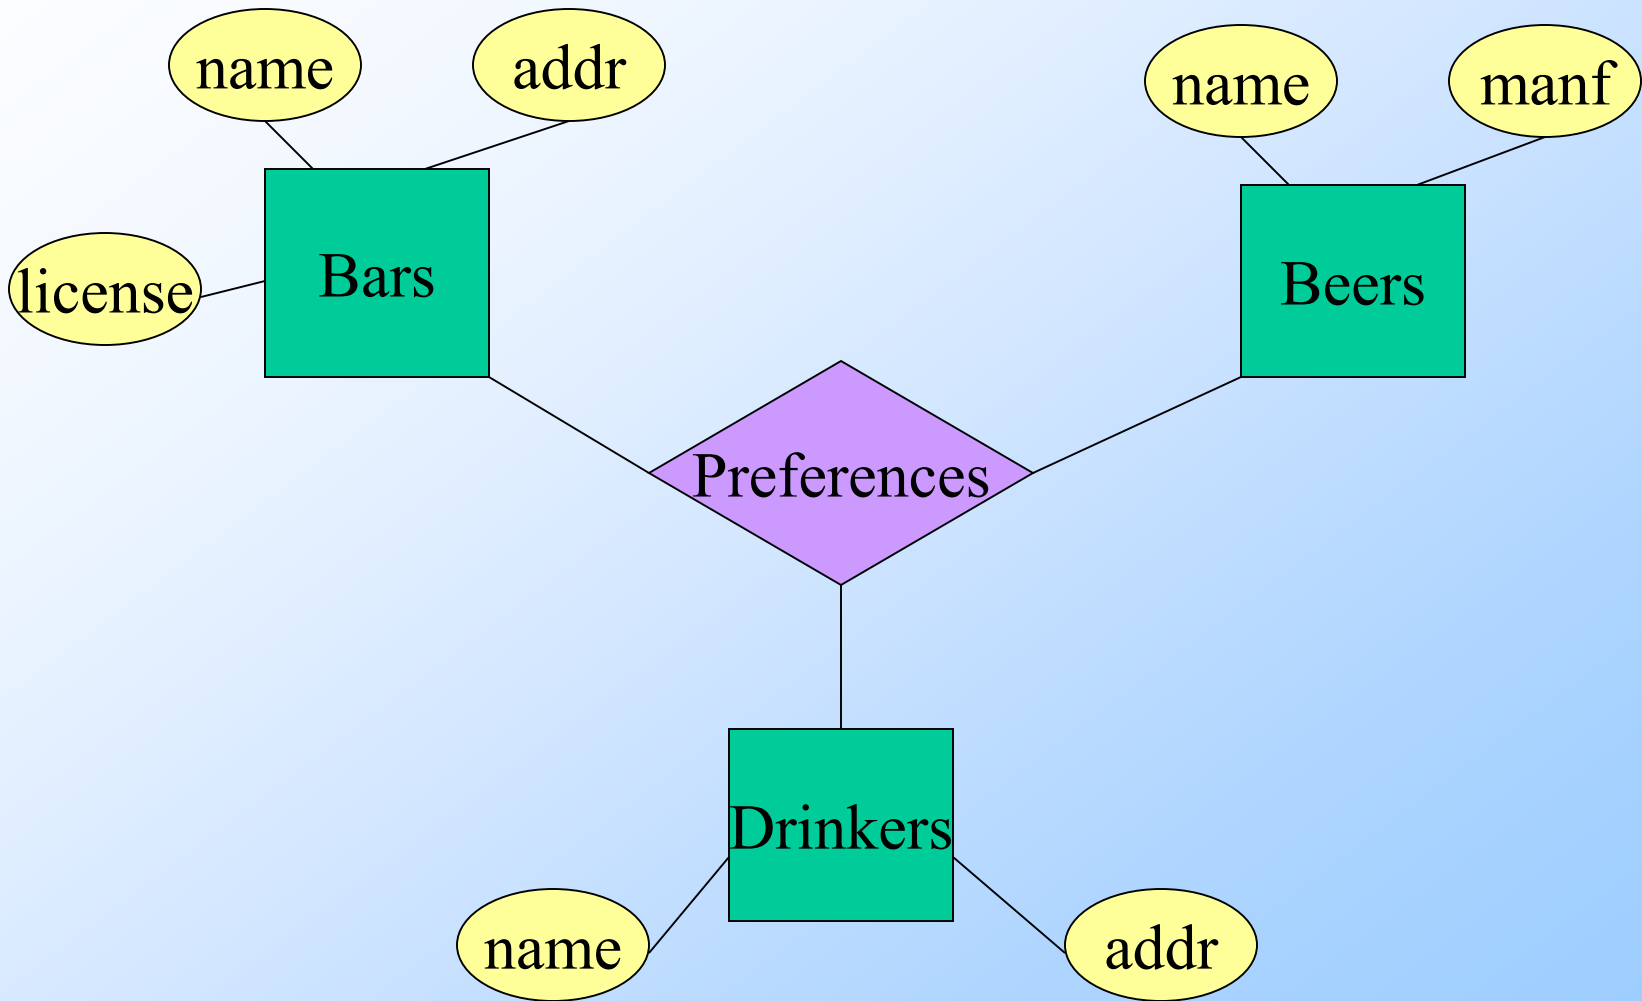 name
addr
name
manf
license
Bars
Beers
Preferences
Drinkers
name
addr